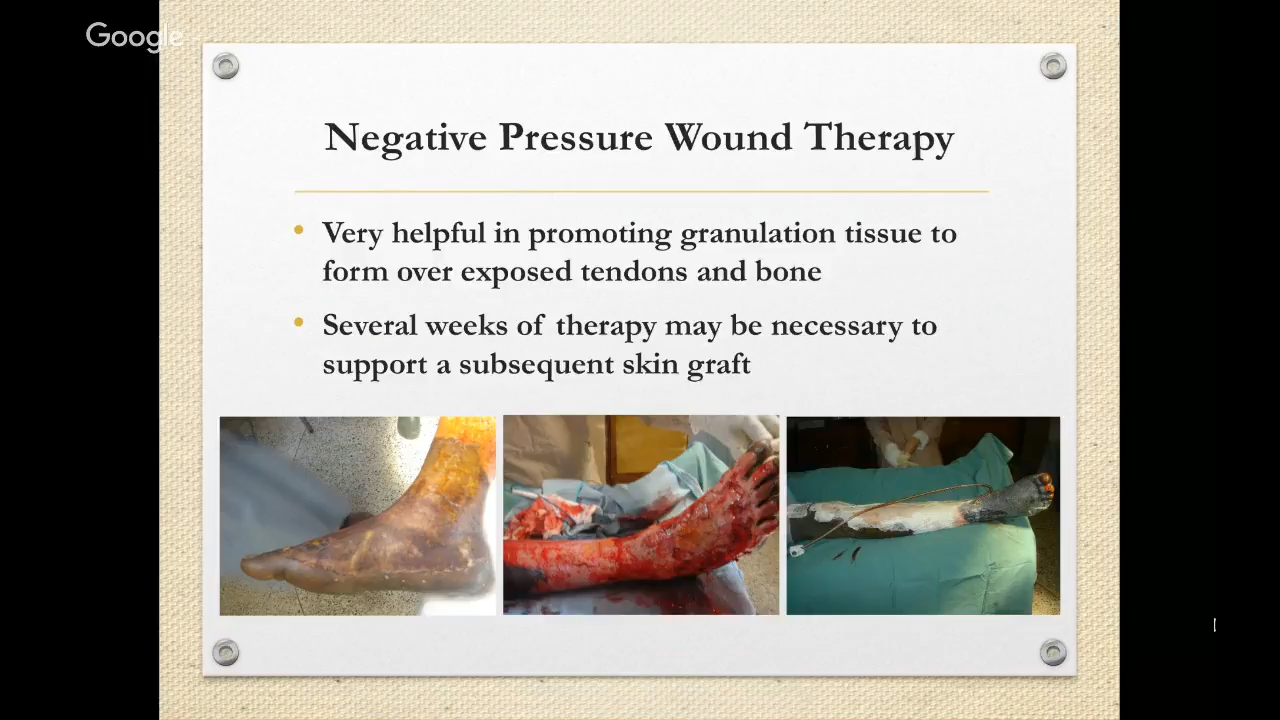 Google
Negative Pressure Wound Therapy
• Very helpful in promoting granulation tissue to
form over exposed tendons and bone
• Several weeks of therapy may be necessary to
support a subsequent skin graft